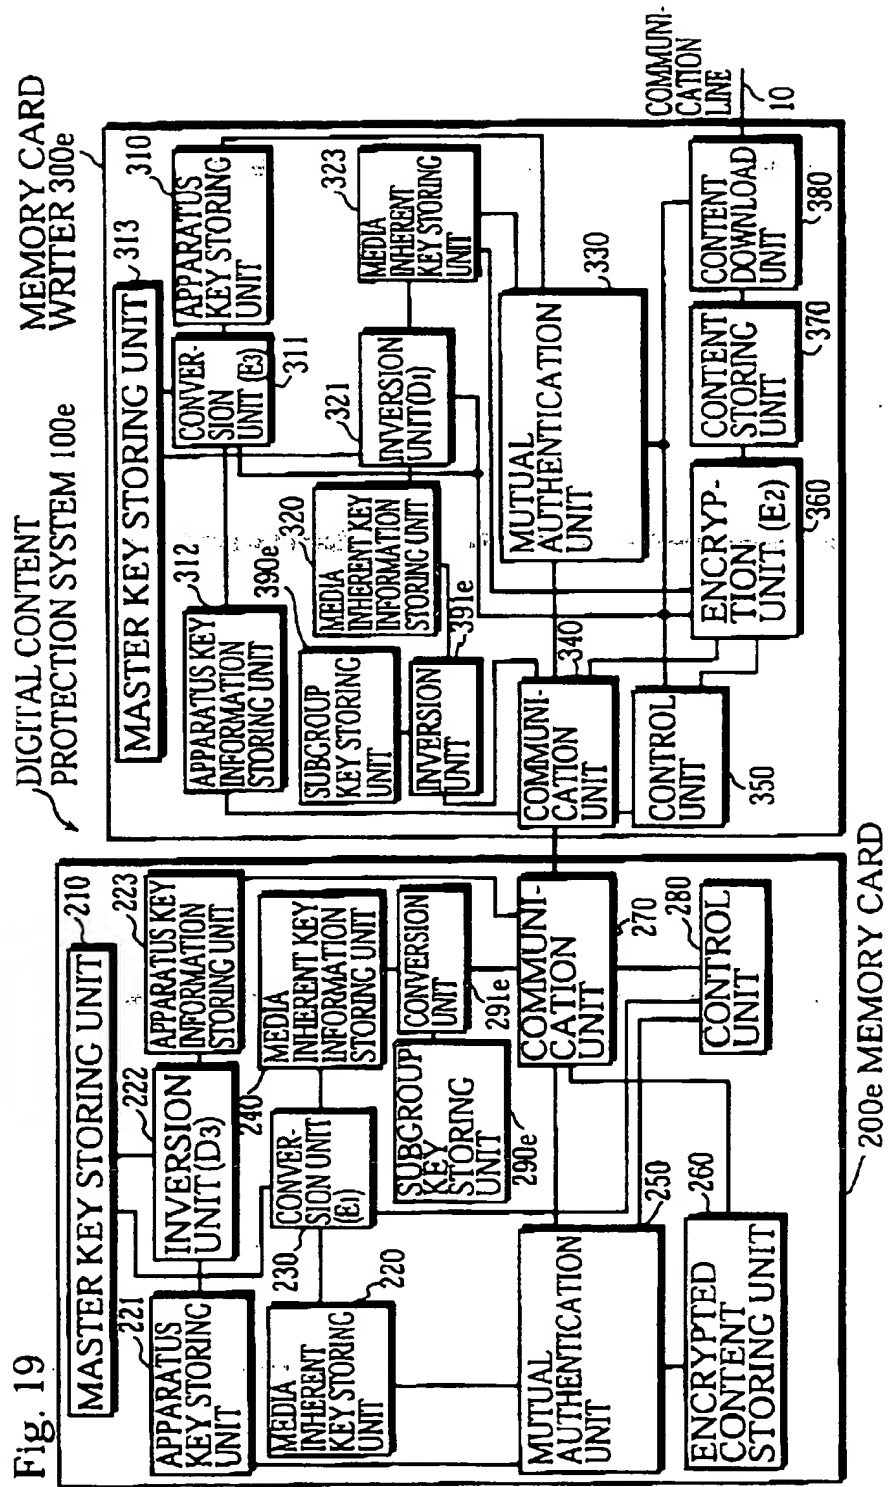 Fig. 19
DIGITAL CONTENT
PROTECTION SYSTEM 100e
MEMORY CARD
WRITER 300e
200e MEMORY CARD
MASTER KEY STORING UNIT
210
APPARATUS
KEY STORING
UNIT
221
INVERSION
UNIT(D3)
222
APPARATUS KEY
INFORMATION
STORING UNIT
223
MEDIA
INHERENT
KEY STORING
UNIT
220
CONVER-
SION UNIT
(E1)
230
MEDIA
INHERENT KEY
INFORMATION
STORING UNIT
240
SUBGROUP
KEY
STORING
UNIT
290e
CONVERSION
UNIT
291e
MUTUAL
AUTHENTICATION
UNIT
250
COMMUNI-
CATION
UNIT
270
ENCRYPTED
CONTENT
STORING UNIT
260
CONTROL
UNIT
280
MASTER KEY STORING UNIT
313
APPARATUS KEY
INFORMATION
STORING UNIT
312
CONVER-
SION
UNIT (E3)
311
APPARATUS
KEY STORING
UNIT
310
SUBGROUP
KEY STORING
UNIT
390e
MEDIA
INHERENT KEY
INFORMATION
STORING UNIT
320
INVERSION
UNIT(D1)
321
MEDIA
INHERENT
KEY STORING
UNIT
323
INVERSION
UNIT
391e
COMMUNI-
CATION
UNIT
340
MUTUAL
AUTHENTICATION
UNIT
330
CONTROL
UNIT
350
ENCRYP-
TION
UNIT (E2)
360
CONTENT
STORING
UNIT
370
CONTENT
DOWNLOAD
UNIT
380
COMMUNI-
CATION
LINE
10